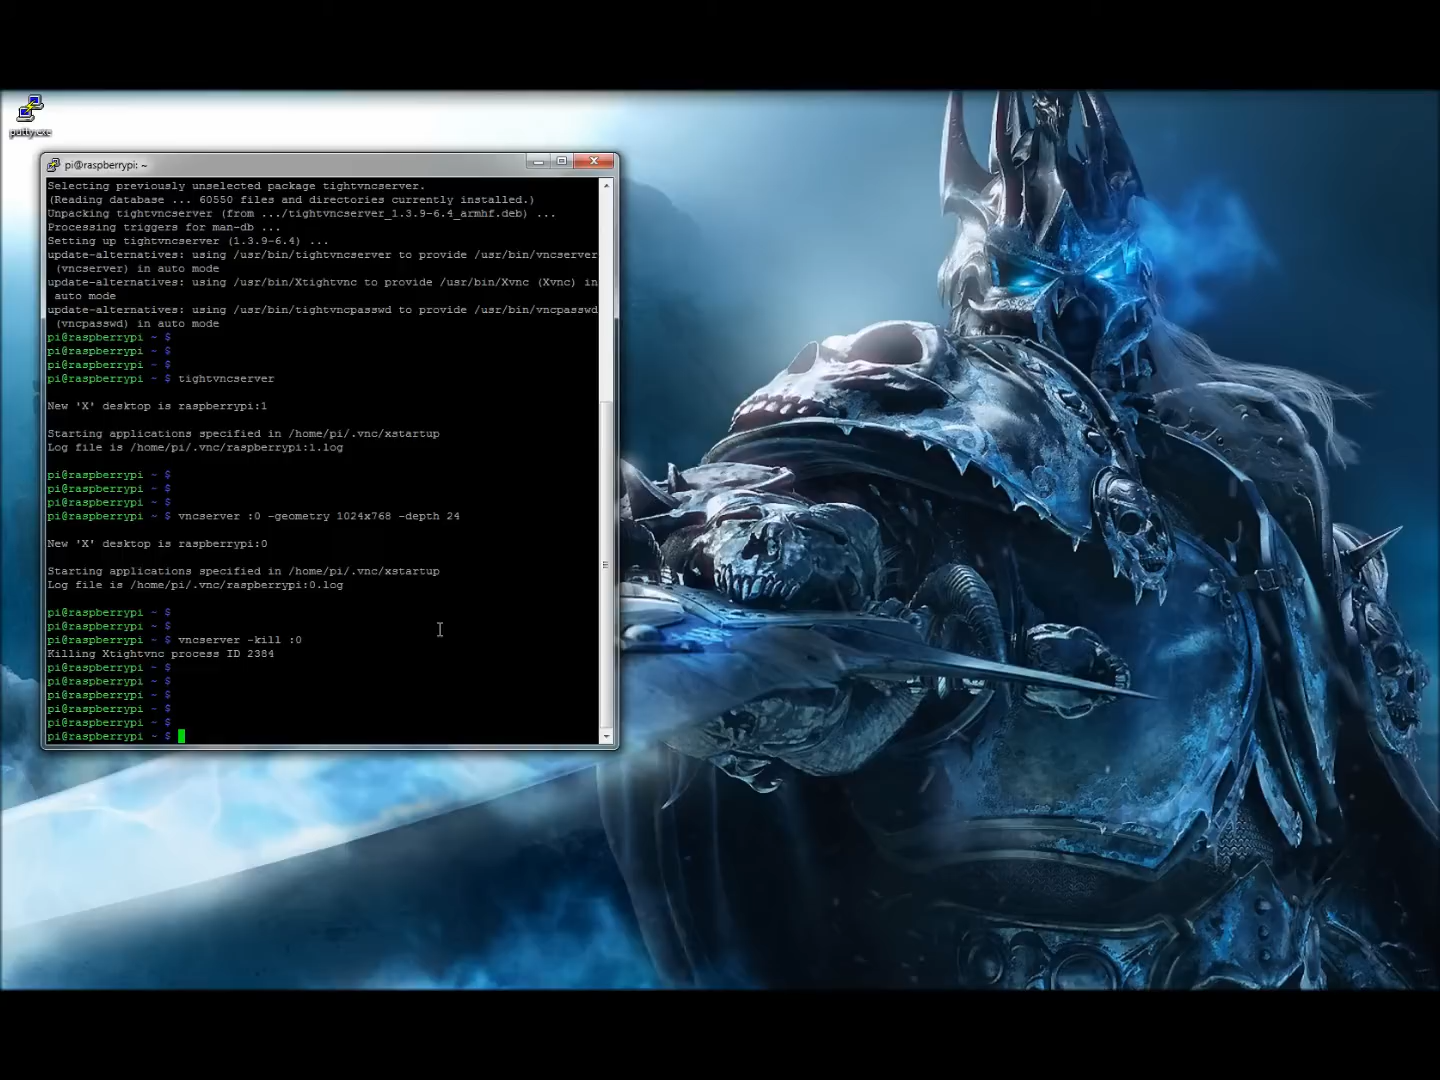 putty.exe
pi@raspberrypi: ~
Selecting previously unselected package tightvncserver.
(Reading database ... 60550 files and directories currently installed.)
Unpacking tightvncserver (from .../tightvncserver_1.3.9-6.4_armhf.deb) ...
Processing triggers for man-db ...
Setting up tightvncserver (1.3.9-6.4) ...
update-alternatives: using /usr/bin/tightvncserver to provide /usr/bin/vncserver
 (vncserver) in auto mode
update-alternatives: using /usr/bin/Xtightvnc to provide /usr/bin/Xvnc (Xvnc) in
 auto mode
update-alternatives: using /usr/bin/tightvncpasswd to provide /usr/bin/vncpasswd
 (vncpasswd) in auto mode
pi@raspberrypi ~ $
pi@raspberrypi ~ $
pi@raspberrypi ~ $
pi@raspberrypi ~ $ tightvncserver
New 'X' desktop is raspberrypi:1
Starting applications specified in /home/pi/.vnc/xstartup
Log file is /home/pi/.vnc/raspberrypi:1.log
pi@raspberrypi ~ $
pi@raspberrypi ~ $
pi@raspberrypi ~ $
pi@raspberrypi ~ $ vncserver :0 -geometry 1024x768 -depth 24
New 'X' desktop is raspberrypi:0
Starting applications specified in /home/pi/.vnc/xstartup
Log file is /home/pi/.vnc/raspberrypi:0.log
pi@raspberrypi ~ $
pi@raspberrypi ~ $
pi@raspberrypi ~ $ vncserver -kill :0
Killing Xtightvnc process ID 2384
pi@raspberrypi ~ $
pi@raspberrypi ~ $
pi@raspberrypi ~ $
pi@raspberrypi ~ $
pi@raspberrypi ~ $
pi@raspberrypi ~ $